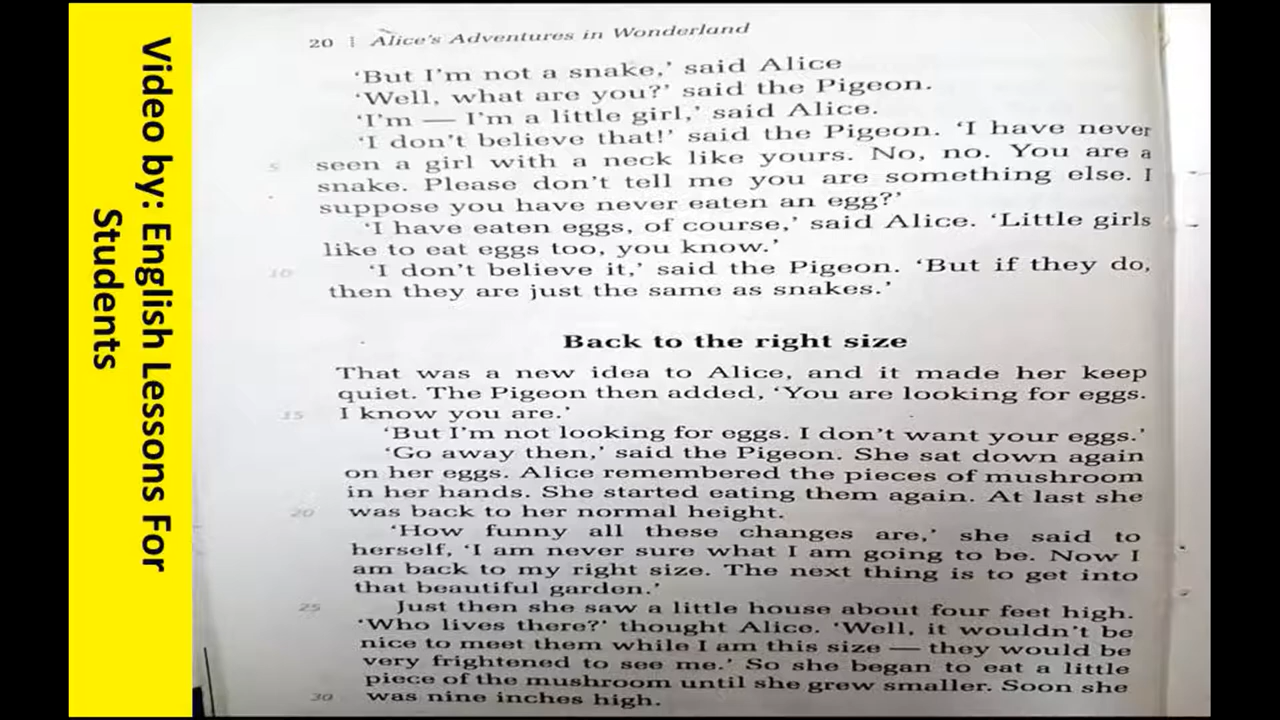 Video by: English Lessons For
Students
20 Alice's Adventures in Wonderland
'But I'm not a snake,' said Alice
'Well, what are you?' said the Pigeon.
'I'm — I'm a little girl,' said Alice.
'I don't believe that!' said the Pigeon. 'I have never
5 seen a girl with a neck like yours. No, no. You are a
snake. Please don't tell me you are something else. I
suppose you have never eaten an egg?'
'I have eaten eggs, of course,' said Alice. 'Little girls
like to eat eggs too, you know.'
10 'I don't believe it,' said the Pigeon. 'But if they do,
then they are just the same as snakes.'
Back to the right size
That was a new idea to Alice, and it made her keep
quiet. The Pigeon then added, 'You are looking for eggs.
15 I know you are.'
'But I'm not looking for eggs. I don't want your eggs.'
'Go away then,' said the Pigeon. She sat down again
on her eggs. Alice remembered the pieces of mushroom
in her hands. She started eating them again. At last she
20 was back to her normal height.
'How funny all these changes are,' she said to
herself, 'I am never sure what I am going to be. Now I
am back to my right size. The next thing is to get into
that beautiful garden.'
25 Just then she saw a little house about four feet high.
'Who lives there?' thought Alice. 'Well, it wouldn't be
nice to meet them while I am this size — they would be
very frightened to see me.' So she began to eat a little
piece of the mushroom until she grew smaller. Soon she
30 was nine inches high.